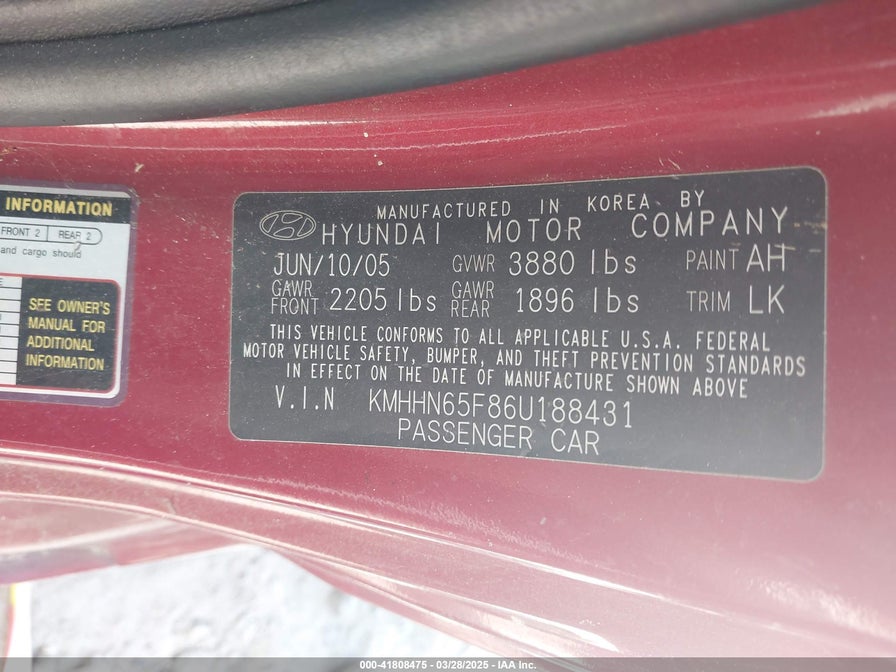 INFORMATION
FRONT 2 REAR 2
and cargo should
SEE OWNER'S
MANUAL FOR
ADDITIONAL
INFORMATION
MANUFACTURED IN KOREA BY
HYUNDAI MOTOR COMPANY
JUN/10/05 GVWR 3880 lbs PAINT AH
GAWR FRONT 2205 lbs GAWR REAR 1896 lbs TRIM LK
THIS VEHICLE CONFORMS TO ALL APPLICABLE U.S.A. FEDERAL
MOTOR VEHICLE SAFETY, BUMPER, AND THEFT PREVENTION STANDARDS
IN EFFECT ON THE DATE OF MANUFACTURE SHOWN ABOVE
V.I.N KMHHN65F86U188431
PASSENGER CAR
000-41808475 - 03/28/2025 - IAA Inc.